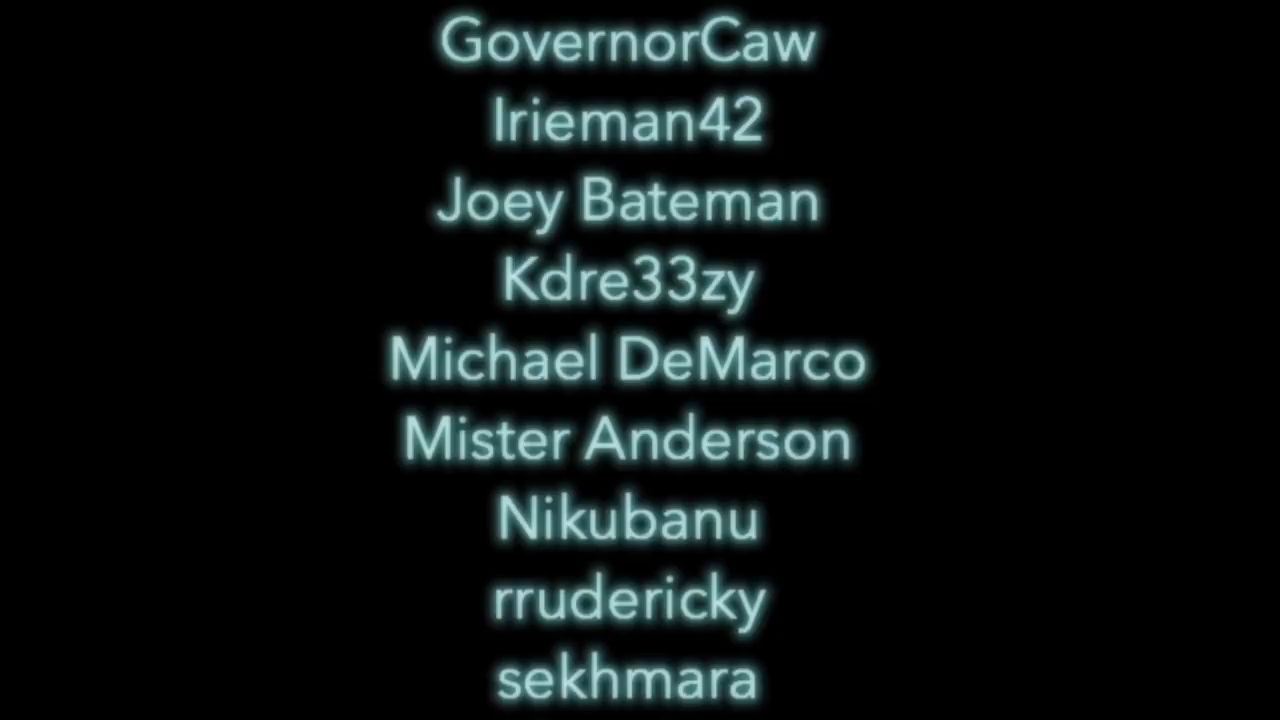 GovernorCaw
Irieman42
Joey Bateman
Kdre33zy
Michael DeMarco
Mister Anderson
Nikubanu
rrudericky
sekhmara